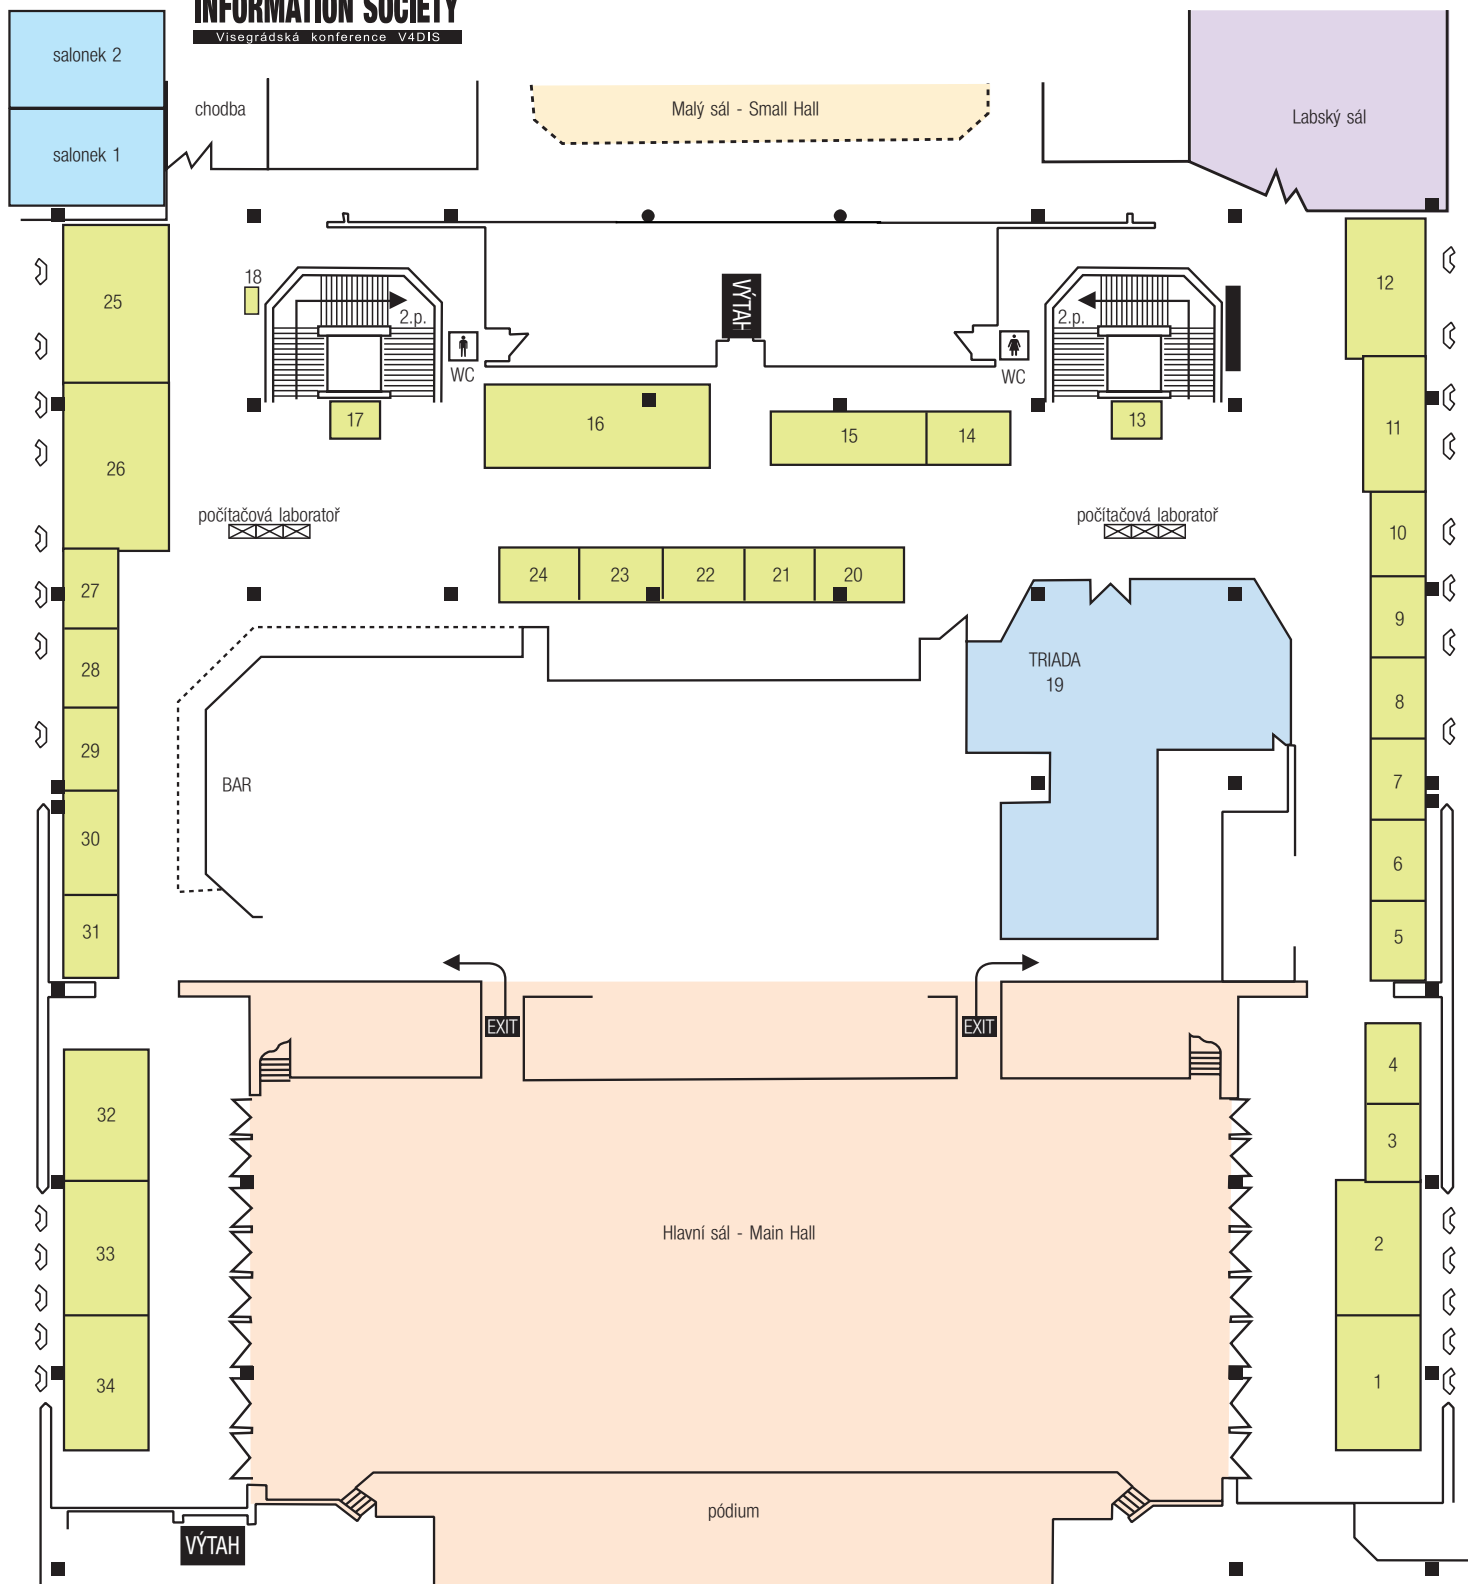 INFORMATION SOCIETY
Visegrádská konference V4DIS
salonek 2
chodba
Malý sál - Small Hall
Labský sál
salonek 1
18
25
VÝTAH
12
2.p.
2.p.
WC
WC
17
16
15
14
13
11
26
počítačová laboratoř
počítačová laboratoř
10
24
23
22
21
20
27
9
28
TRIADA
19
8
29
BAR
7
30
6
31
5
EXIT
EXIT
4
32
3
Hlavní sál - Main Hall
33
2
34
1
pódium
VÝTAH